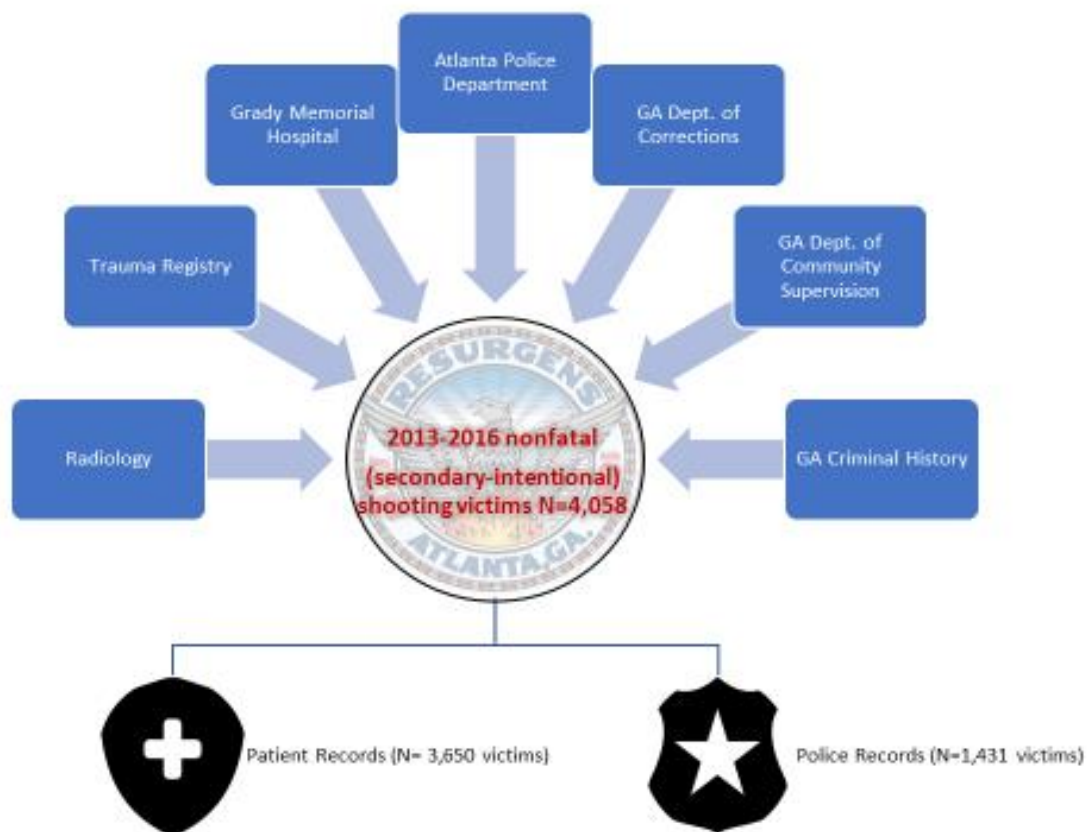 Atlanta Police
Department
Grady Memorial
Hospital
GA Dept. of
Corrections
Trauma Registry
GA Dept. of
Community
Supervision
Radiology
GA Criminal History
RESURGENS
2013-2016 nonfatal
(secondary-intentional)
shooting victims N=4,058
ATLANTA,GA.
Patient Records (N= 3,650 victims)
Police Records (N=1,431 victims)